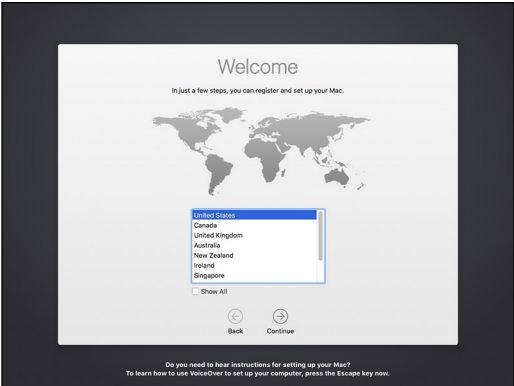 Welcome
In just a few steps, you can register and set up your Mac.
United States
Canada
United Kingdom
Australia
New Zealand
Ireland
Singapore
Show All
Back Continue
Do you need to hear instructions for setting up your Mac?
To learn how to use VoiceOver to set up your computer, press the Escape key now.